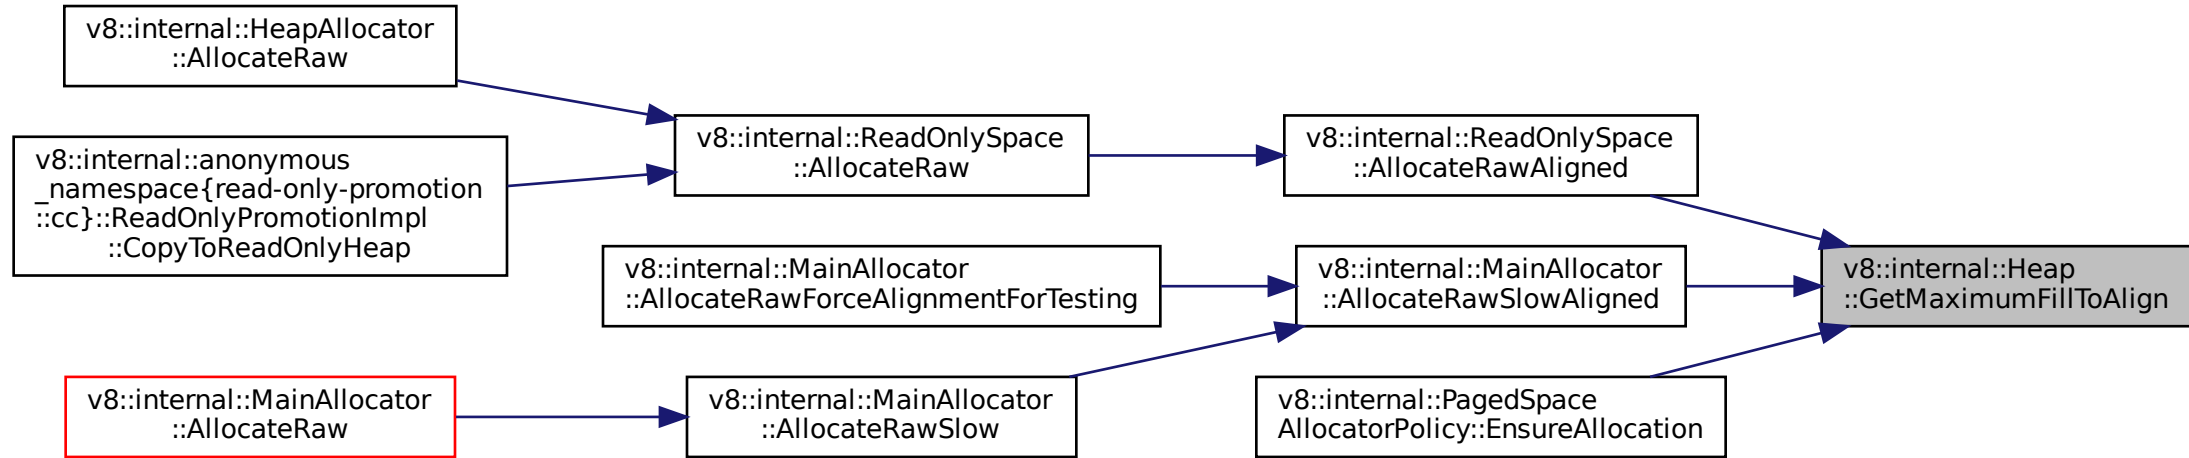 v8::internal::HeapAllocator
::AllocateRaw
v8::internal::anonymous
_namespace{read-only-promotion
::cc}::ReadOnlyPromotionImpl
::CopyToReadOnlyHeap
v8::internal::ReadOnlySpace
::AllocateRaw
v8::internal::ReadOnlySpace
::AllocateRawAligned
v8::internal::MainAllocator
::AllocateRawForceAlignmentForTesting
v8::internal::MainAllocator
::AllocateRawSlowAligned
v8::internal::Heap
::GetMaximumFillToAlign
v8::internal::MainAllocator
::AllocateRaw
v8::internal::MainAllocator
::AllocateRawSlow
v8::internal::PagedSpace
AllocatorPolicy::EnsureAllocation